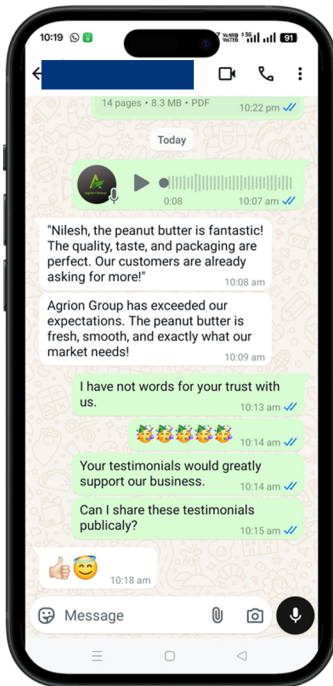 10:19
91
14 pages • 8.3 MB • PDF
10:22 pm
Today
0:08
10:07 am
"Nilesh, the peanut butter is fantastic!
The quality, taste, and packaging are
perfect. Our customers are already
asking for more!"
10:08 am
Agrion Group has exceeded our
expectations. The peanut butter is
fresh, smooth, and exactly what our
market needs!
10:09 am
I have not words for your trust with
us.
10:13 am
10:14 am
Your testimonials would greatly
support our business.
10:14 am
Can I share these testimonials
publicaly?
10:15 am
10:18 am
Message